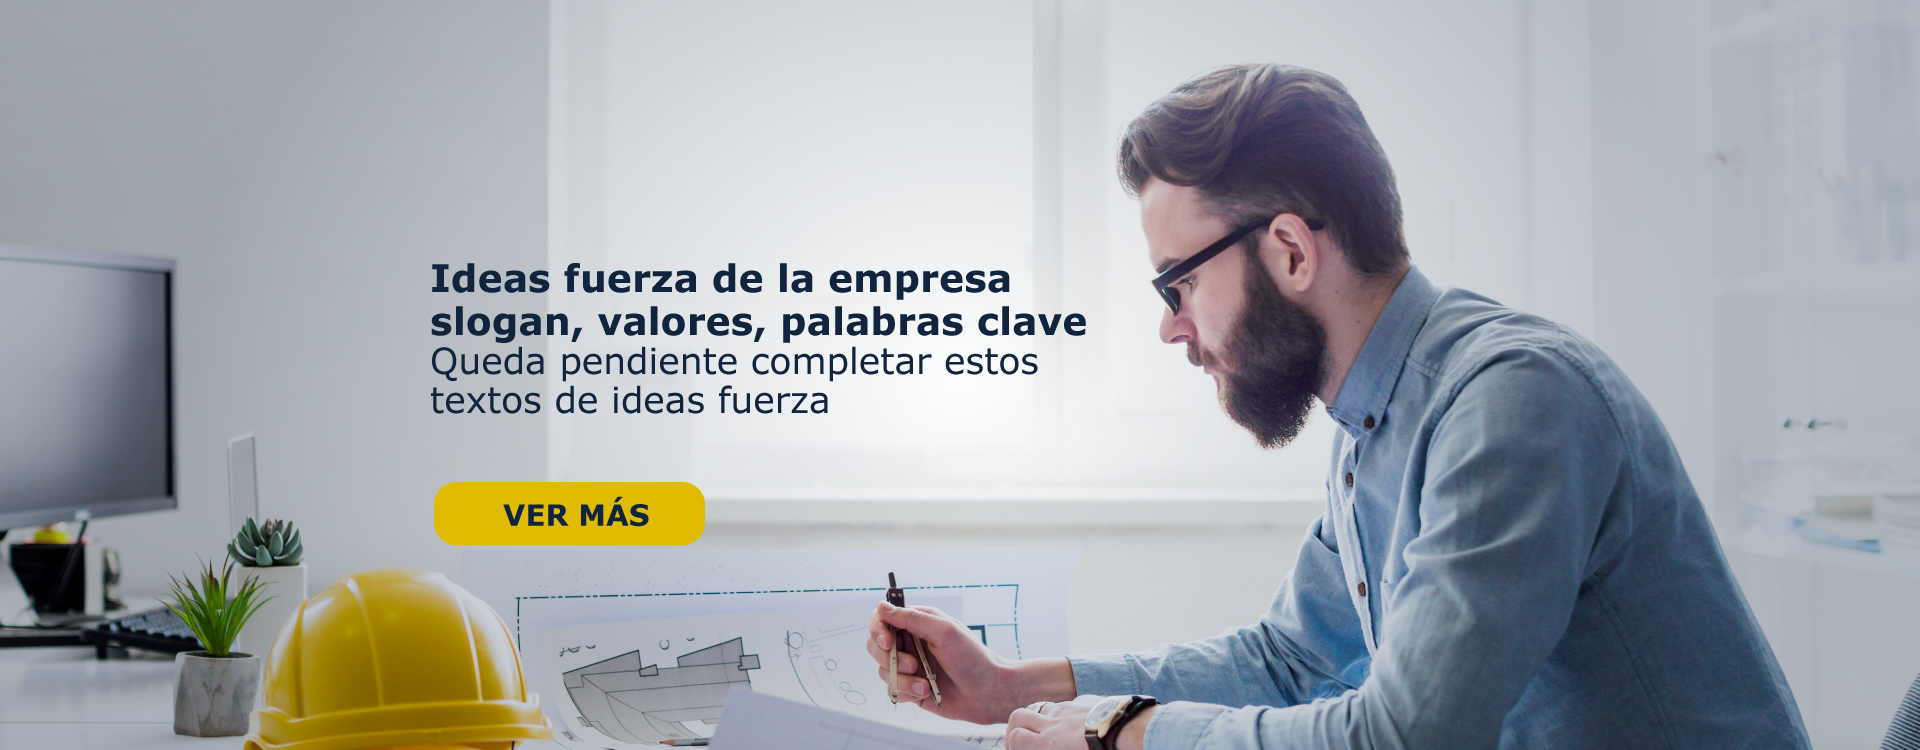 Ideas fuerza de la empresa
slogan, valores, palabras clave
Queda pendiente completar estos
textos de ideas fuerza
VER MÁS